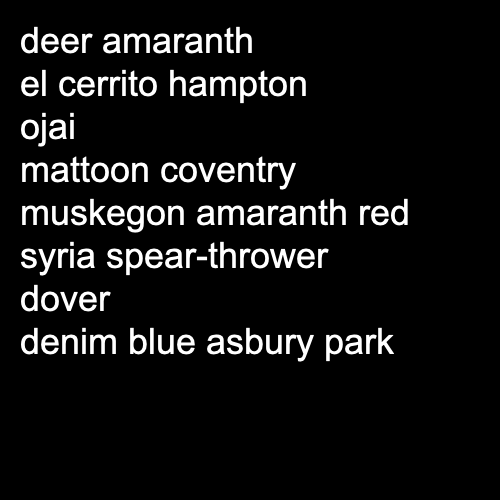 deer amaranth
el cerrito hampton
ojai
mattoon coventry
muskegon amaranth red
syria spear-thrower
dover
denim blue asbury park